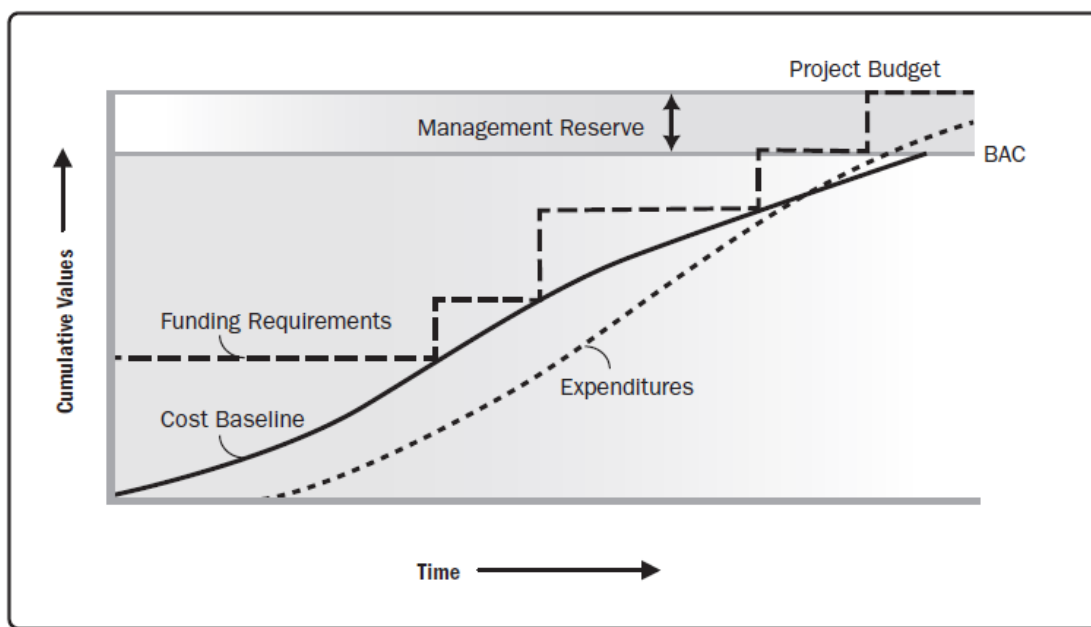 Project Budget
Management Reserve
BAC
Funding Requirements
Expenditures
Cost Baseline
Cumulative Values
Time